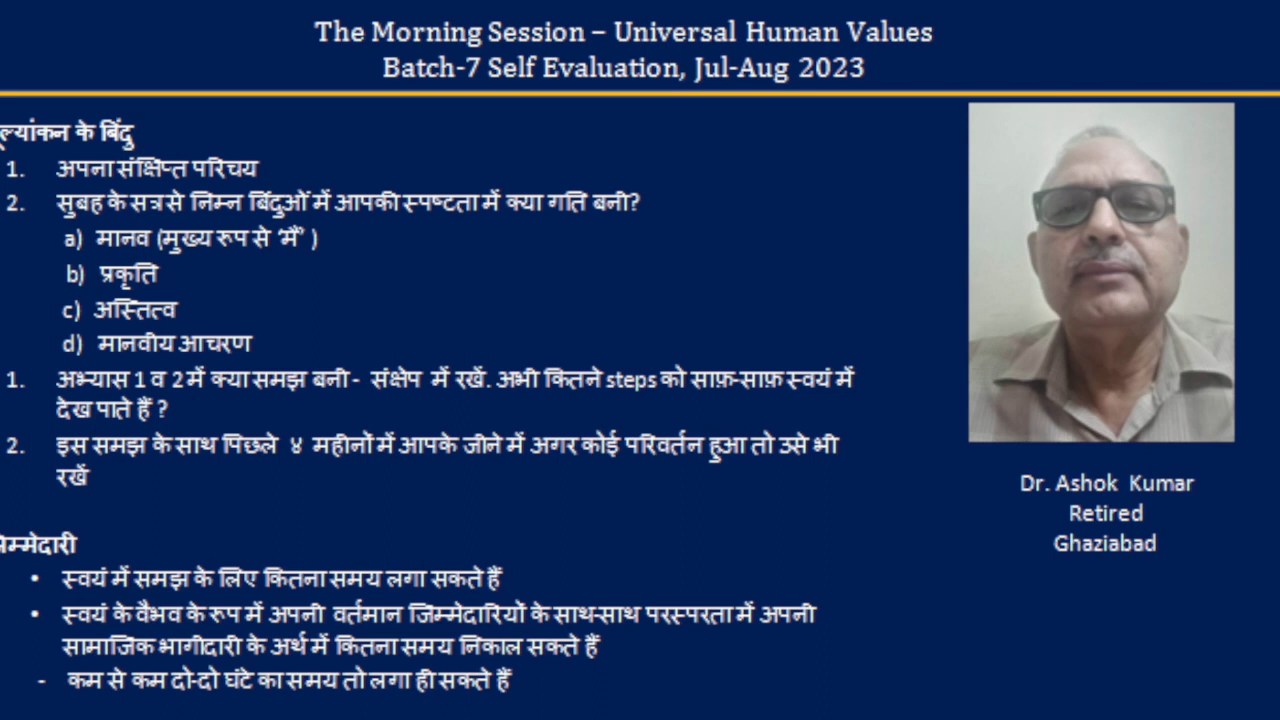 The Morning Session – Universal Human Values
Batch-7 Self Evaluation, Jul-Aug 2023
ल्यांकन के बिंदु
1. अपना संक्षिप्त परिचय
2. सुबह के सत्र से निम्न बिंदुओं में आपकी स्पष्टता में क्या गति बनी?
a) मानव (मुख्य रूप से ‘मैं’ )
b) प्रकृति
c) अस्तित्व
d) मानवीय आचरण
1. अभ्यास 1 व 2 में क्या समझ बनी - संक्षेप में रखें. अभी कितने steps को साफ़-साफ़ स्वयं में
देख पाते हैं ?
2. इस समझ के साथ पिछले ४ महीनों में आपके जीने में अगर कोई परिवर्तन हुआ तो उसे भी
रखें
म्मेदारी
• स्वयं में समझ के लिए कितना समय लगा सकते हैं
• स्वयं के वैभव के रूप में अपनी वर्तमान जिम्मेदारियों के साथ-साथ परस्परता में अपनी
सामाजिक भागीदारी के अर्थ में कितना समय निकाल सकते हैं
- कम से कम दो-दो घंटे का समय तो लगा ही सकते हैं
Dr. Ashok Kumar
Retired
Ghaziabad